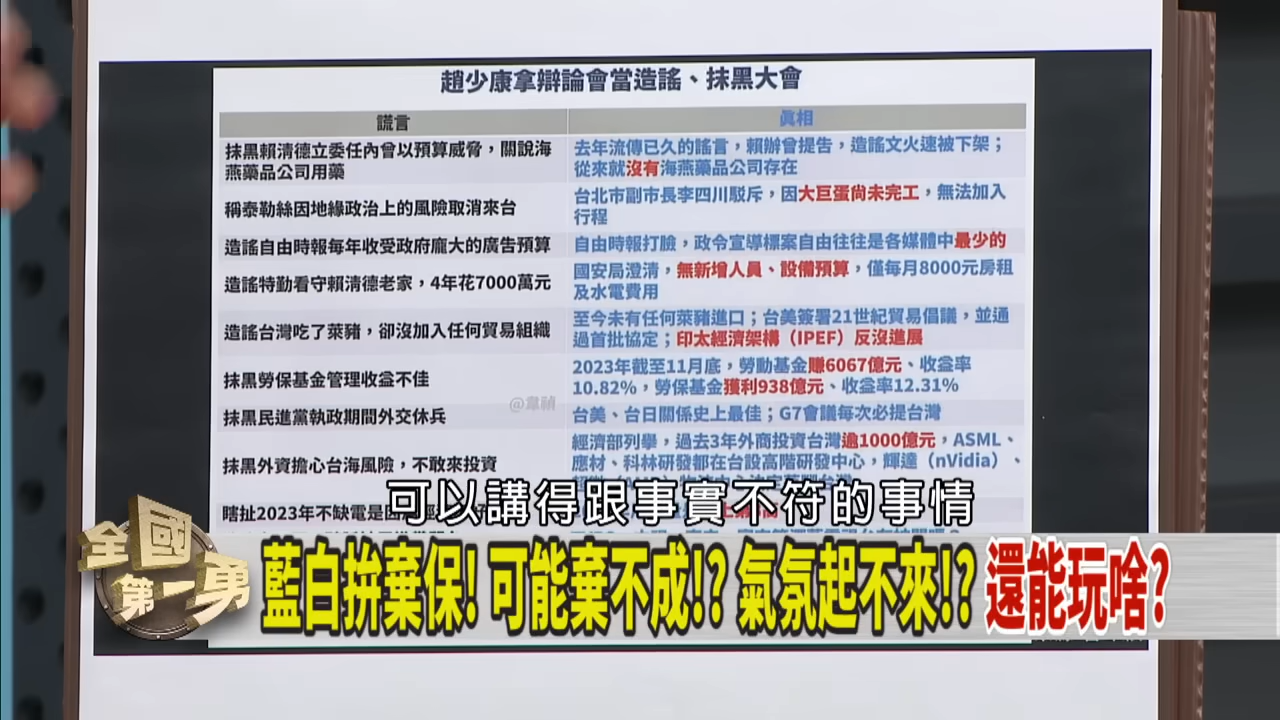 趙少康拿辯論會當造謠、抹黑大會
謊言
真相
抹黑賴清德立委任內曾以預算威脅，關說海
燕藥品公司用藥
去年流傳已久的謠言，賴辦曾提告，造謠文火速被下架；
從來就沒有海燕藥品公司存在
稱泰勒絲因地緣政治上的風險取消來台
台北市副市長李四川駁斥，因大巨蛋尚未完工，無法加入
行程
造謠自由時報每年收受政府龐大的廣告預算
自由時報打臉，政令宣導標案自由往往是各媒體中最少的
造謠特勤看守賴清德老家，4年花7000萬元
國安局澄清，無新增人員、設備預算，僅每月8000元房租
及水電費用
造謠台灣吃了萊豬，卻沒加入任何貿易組織
至今未有任何萊豬進口；台美簽署21世紀貿易倡議，並通
過首批協定；印太經濟架構（IPEF）反沒進展
抹黑勞保基金管理收益不佳
2023年截至11月底，勞動基金賺6067億元、收益率
10.82%，勞保基金獲利938億元、收益率12.31%
@韋禎
抹黑民進黨執政期間外交休兵
台美、台日關係史上最佳；G7會議每次必提台灣
抹黑外資擔心台海風險，不敢來投資
經濟部列舉，過去3年外商投資台灣逾1000億元，ASML、
應材、科林研發都在台設高階研發中心，輝達（nVidia）、
瞎扯2023年不缺電是因
可以講得跟事實不符的事情
全國第一勇
藍白拚棄保!可能棄不成!?氣氛起不來!?還能玩啥?